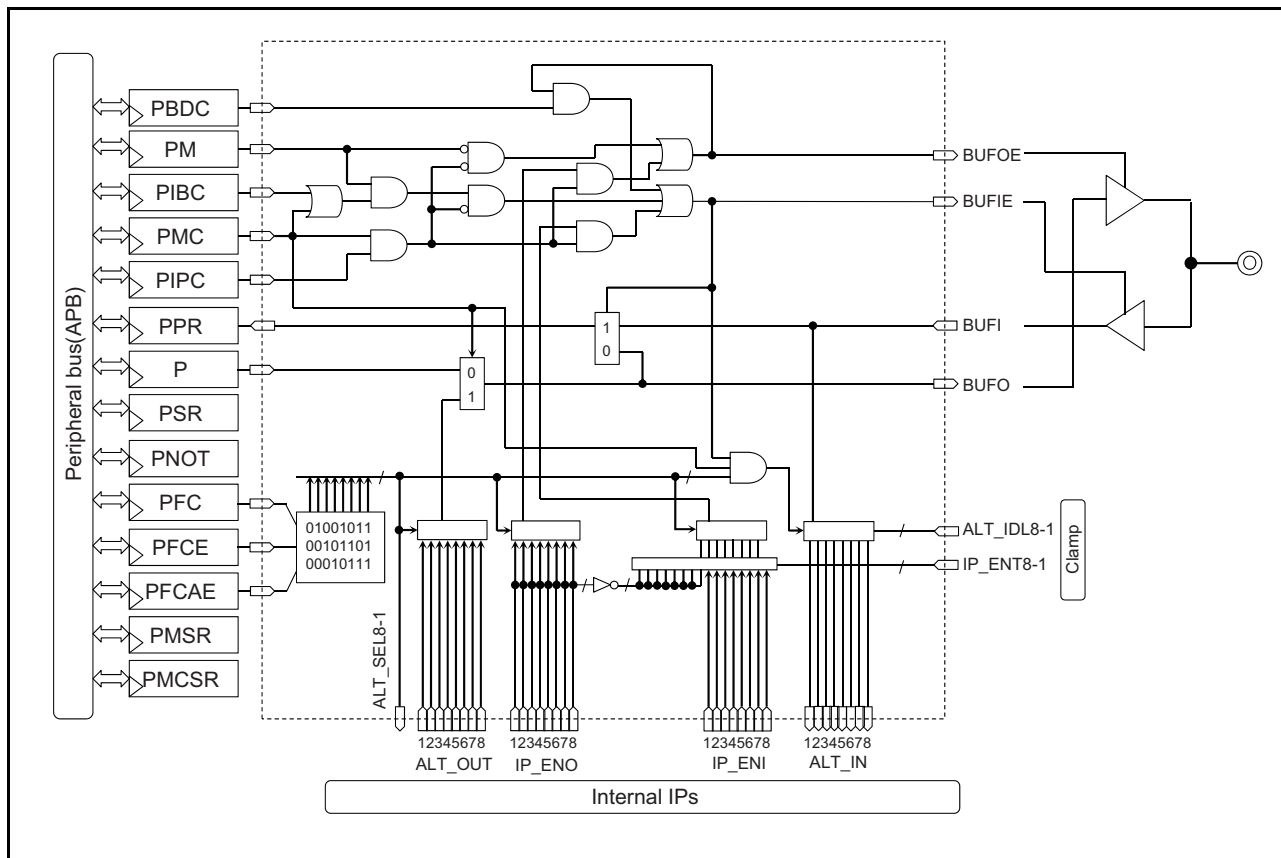 Peripheral bus(APB)
PBDC
PM
PIBC
PMC
PIPC
PPR
P
PSR
PNOT
PFC
PFCE
PFCAE
PMSR
PMCSR
BUFOE
BUFIE
BUFI
BUFO
1
0
0
1
01001011
00101101
00010111
ALT_IDL8-1
IP_ENT8-1
Clamp
ALT_SEL8-1
12345678
ALT_OUT
12345678
IP_ENO
12345678
IP_ENI
12345678
ALT_IN
Internal IPs